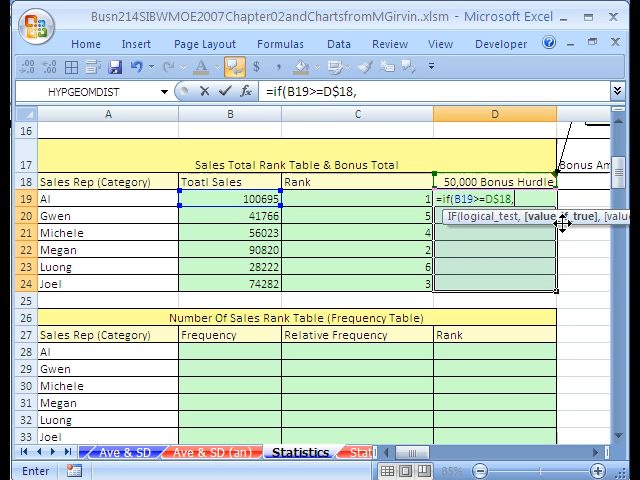 Busn214SIBWMOE2007Chapter02andChartsfromMGirvin..xlsm - Microsoft Excel
Home Insert Page Layout Formulas Data Review View Developer
HYPGEOMDIST =if(B19>=D$18,
A B C D
16
17 Sales Total Rank Table & Bonus Total Bonus Am
18 Sales Rep (Category) Toatl Sales Rank 50,000 Bonus Hurdle
19 Al 100695 1 =if(B19>=D$18,
20 Gwen 41766 5 IF(logical_test, [value_if_true], [valu
21 Michele 56023 4
22 Megan 90820 2
23 Luong 28222 6
24 Joel 74282 3
25
26 Number Of Sales Rank Table (Frequency Table)
27 Sales Rep (Category) Frequency Relative Frequency Rank
28 Al
29 Gwen
30 Michele
31 Megan
32 Luong
33 Joel
Ave & SD Ave & SD (an) Statistics Stati
Enter 85%